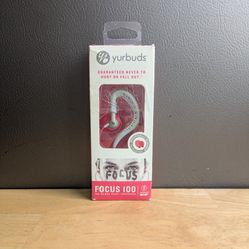 yurbuds
GUARANTEED NEVER TO
HURT OR FALL OUT.
FOCUS
FOCUS 100